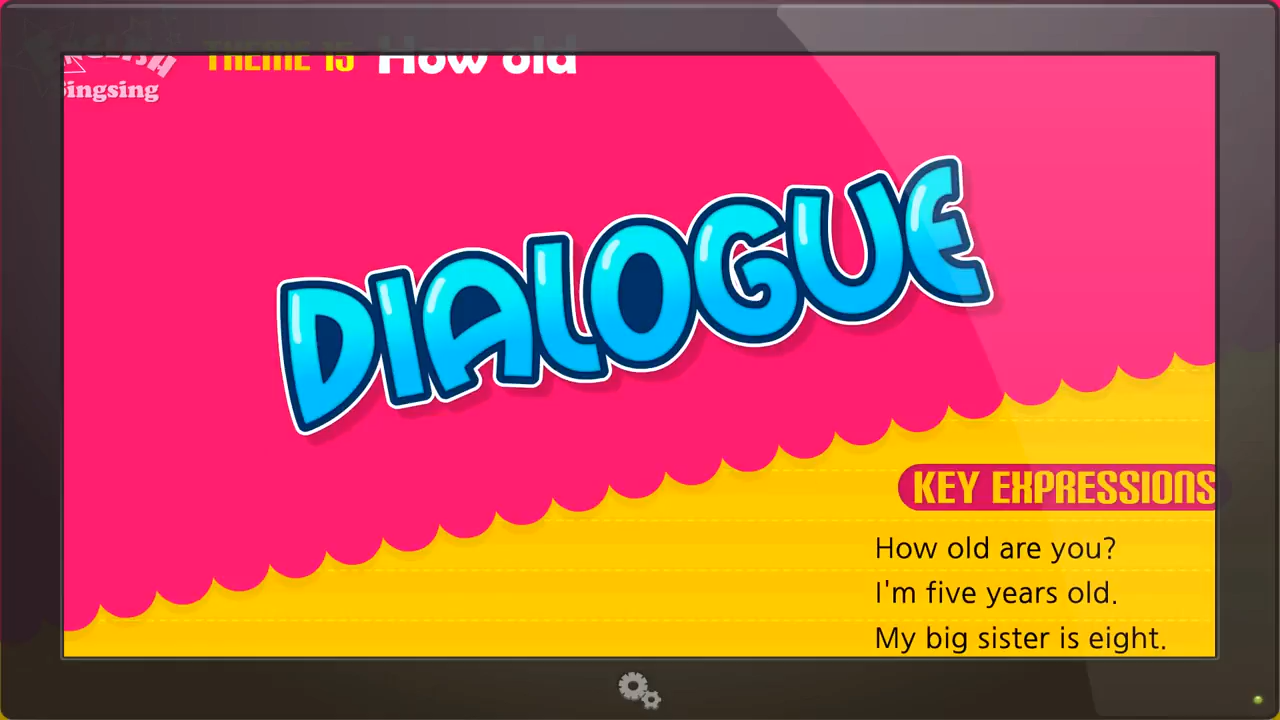 ENGLISH
Singsing
THEME 15 How old
DIALOGUE
KEY EXPRESSIONS
How old are you?
I'm five years old.
My big sister is eight.